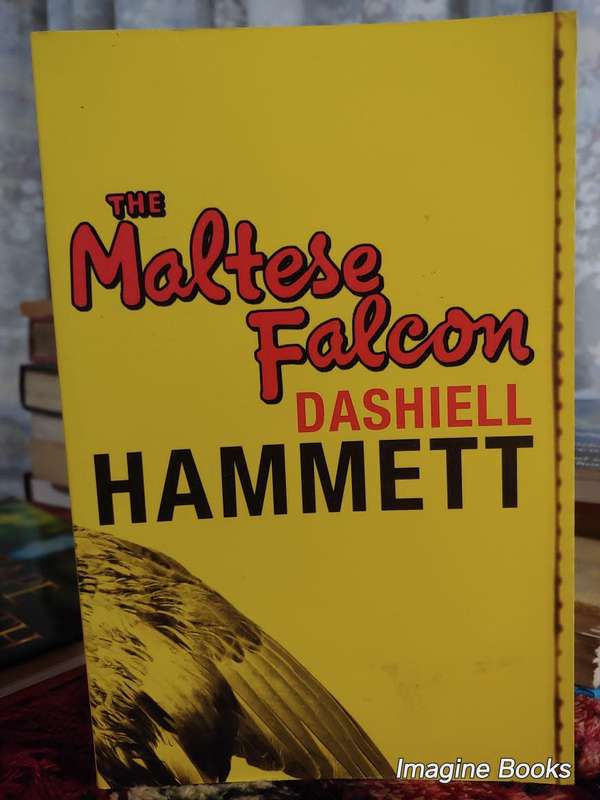 THE
Maltese
Falcon
DASHIELL
HAMMETT
Imagine Books